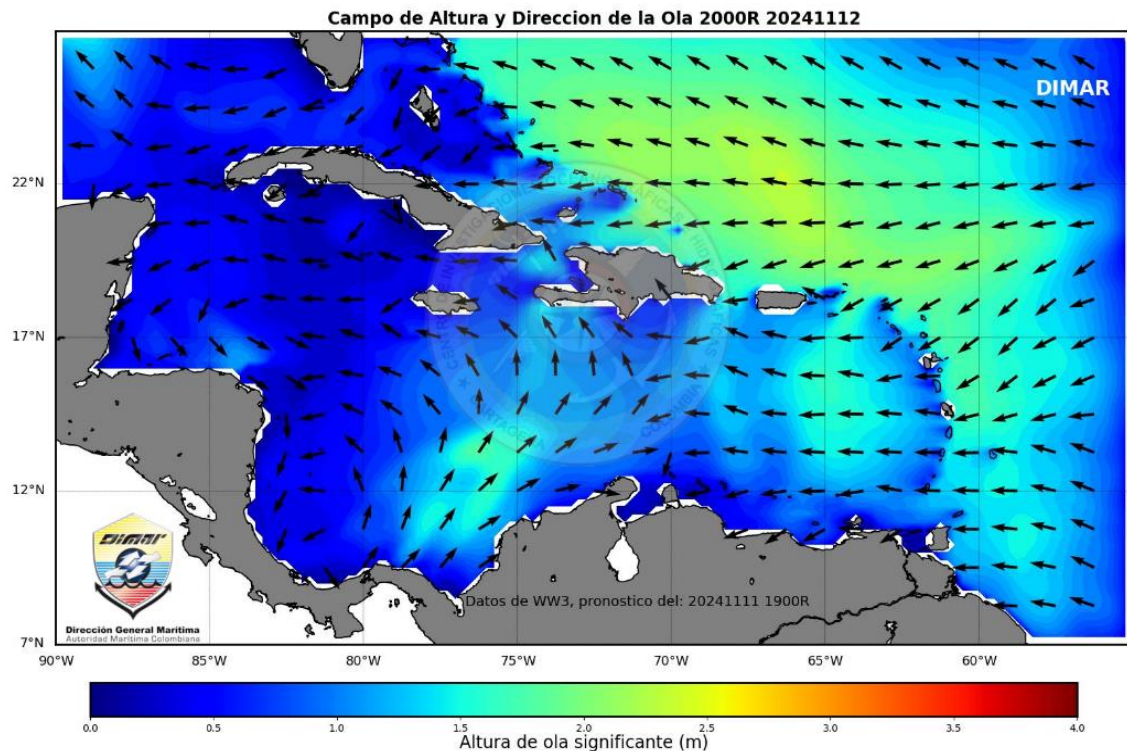 Campo de Altura y Direccion de la Ola 2000R 20241112
DIMAR
22°N
17°N
12°N
7°N
DIMAR
Dirección General Marítima
Autoridad Marítima Colombiana
Datos de WW3, pronostico del: 20241111 1900R
90°W 85°W 80°W 75°W 70°W 65°W 60°W
0.0 0.5 1.0 1.5 2.0 2.5 3.0 3.5 4.0
Altura de ola significante (m)